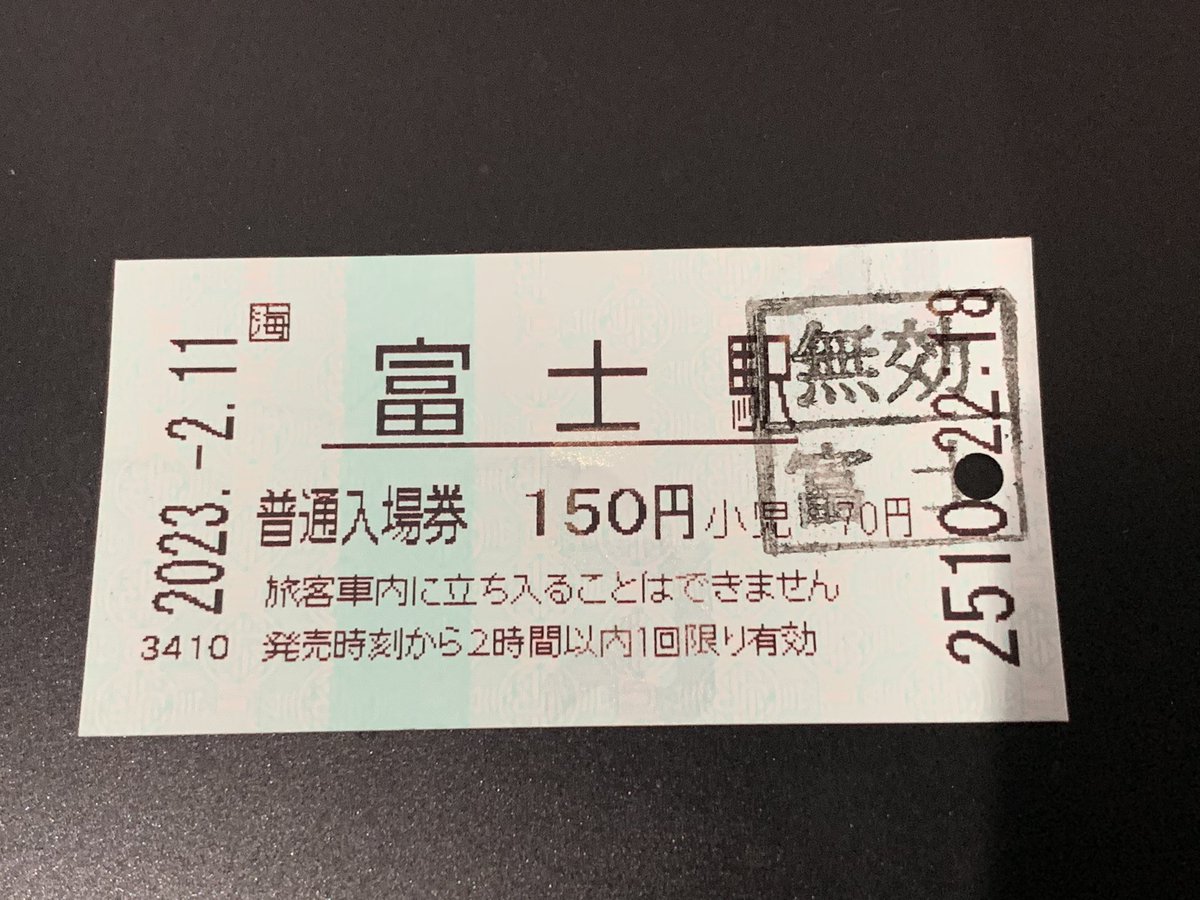 海
富士駅
普通入場券 150円 小児 70円
旅客車内に立ち入ることはできません
3410 発売時刻から2時間以内1回限り有効
2023.-2.11
2510 22.18
無効
富士